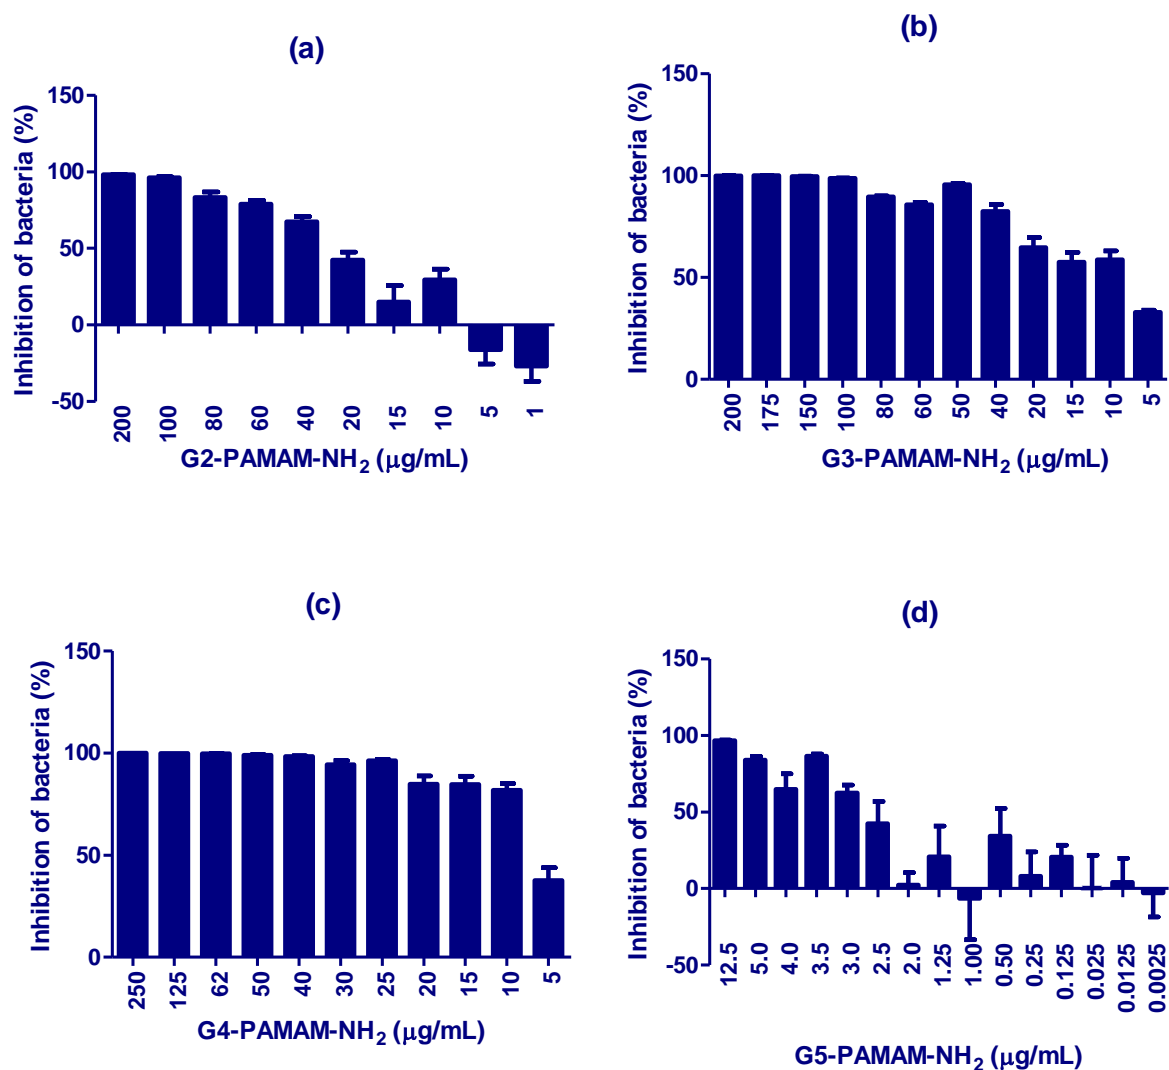 (a)
Inhibition of bacteria (%)
150
100
50
0
-50
200 100 80 60 40 20 15 10 5 1
G2-PAMAM-NH2 (μg/mL)
(b)
Inhibition of bacteria (%)
150
100
50
0
200 175 150 100 80 60 50 40 20 15 10 5
G3-PAMAM-NH2 (μg/mL)
(c)
Inhibition of bacteria (%)
150
100
50
0
250 125 62 50 40 30 25 20 15 10 5
G4-PAMAM-NH2 (μg/mL)
(d)
Inhibition of bacteria (%)
150
100
50
0
-50
12.5 5.0 4.0 3.5 3.0 2.5 2.0 1.25 1.00 0.50 0.25 0.125 0.025 0.0125 0.0025
G5-PAMAM-NH2 (μg/mL)